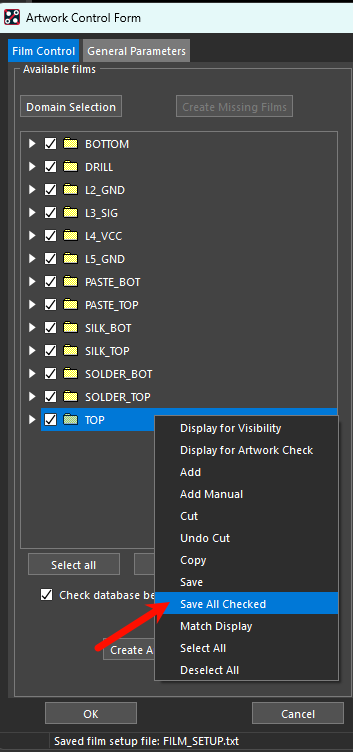 Artwork Control Form
Film Control General Parameters
Available films
Domain Selection Create Missing Films
BOTTOM
DRILL
L2_GND
L3_SIG
L4_VCC
L5_GND
PASTE_BOT
PASTE_TOP
SILK_BOT
SILK_TOP
SOLDER_BOT
SOLDER_TOP
TOP
Display for Visibility
Display for Artwork Check
Add
Add Manual
Cut
Undo Cut
Copy
Save
Save All Checked
Match Display
Select All
Deselect All
Select all
Check database be
Create A
OK Cancel
Saved film setup file: FILM_SETUP.txt